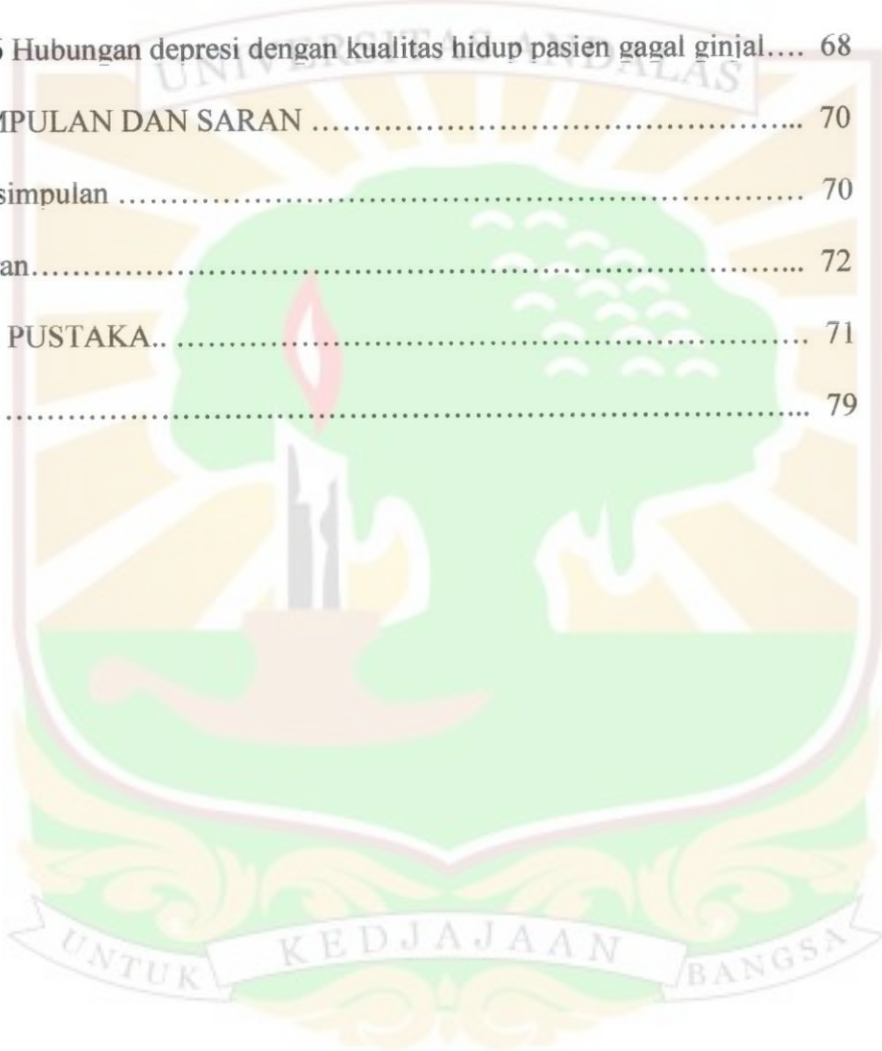 6 Hubungan depresi dengan kualitas hidup pasien gagal ginjal.... 68
UNIVERSITAS ANDALAS
MPULAN DAN SARAN ............................................................ 70
simpulan .................................................................................. 70
an............................................................................................. 72
PUSTAKA.. ............................................................................. 71
................................................................................................. 79
UNTUK KEDJAJAAN BANGSA